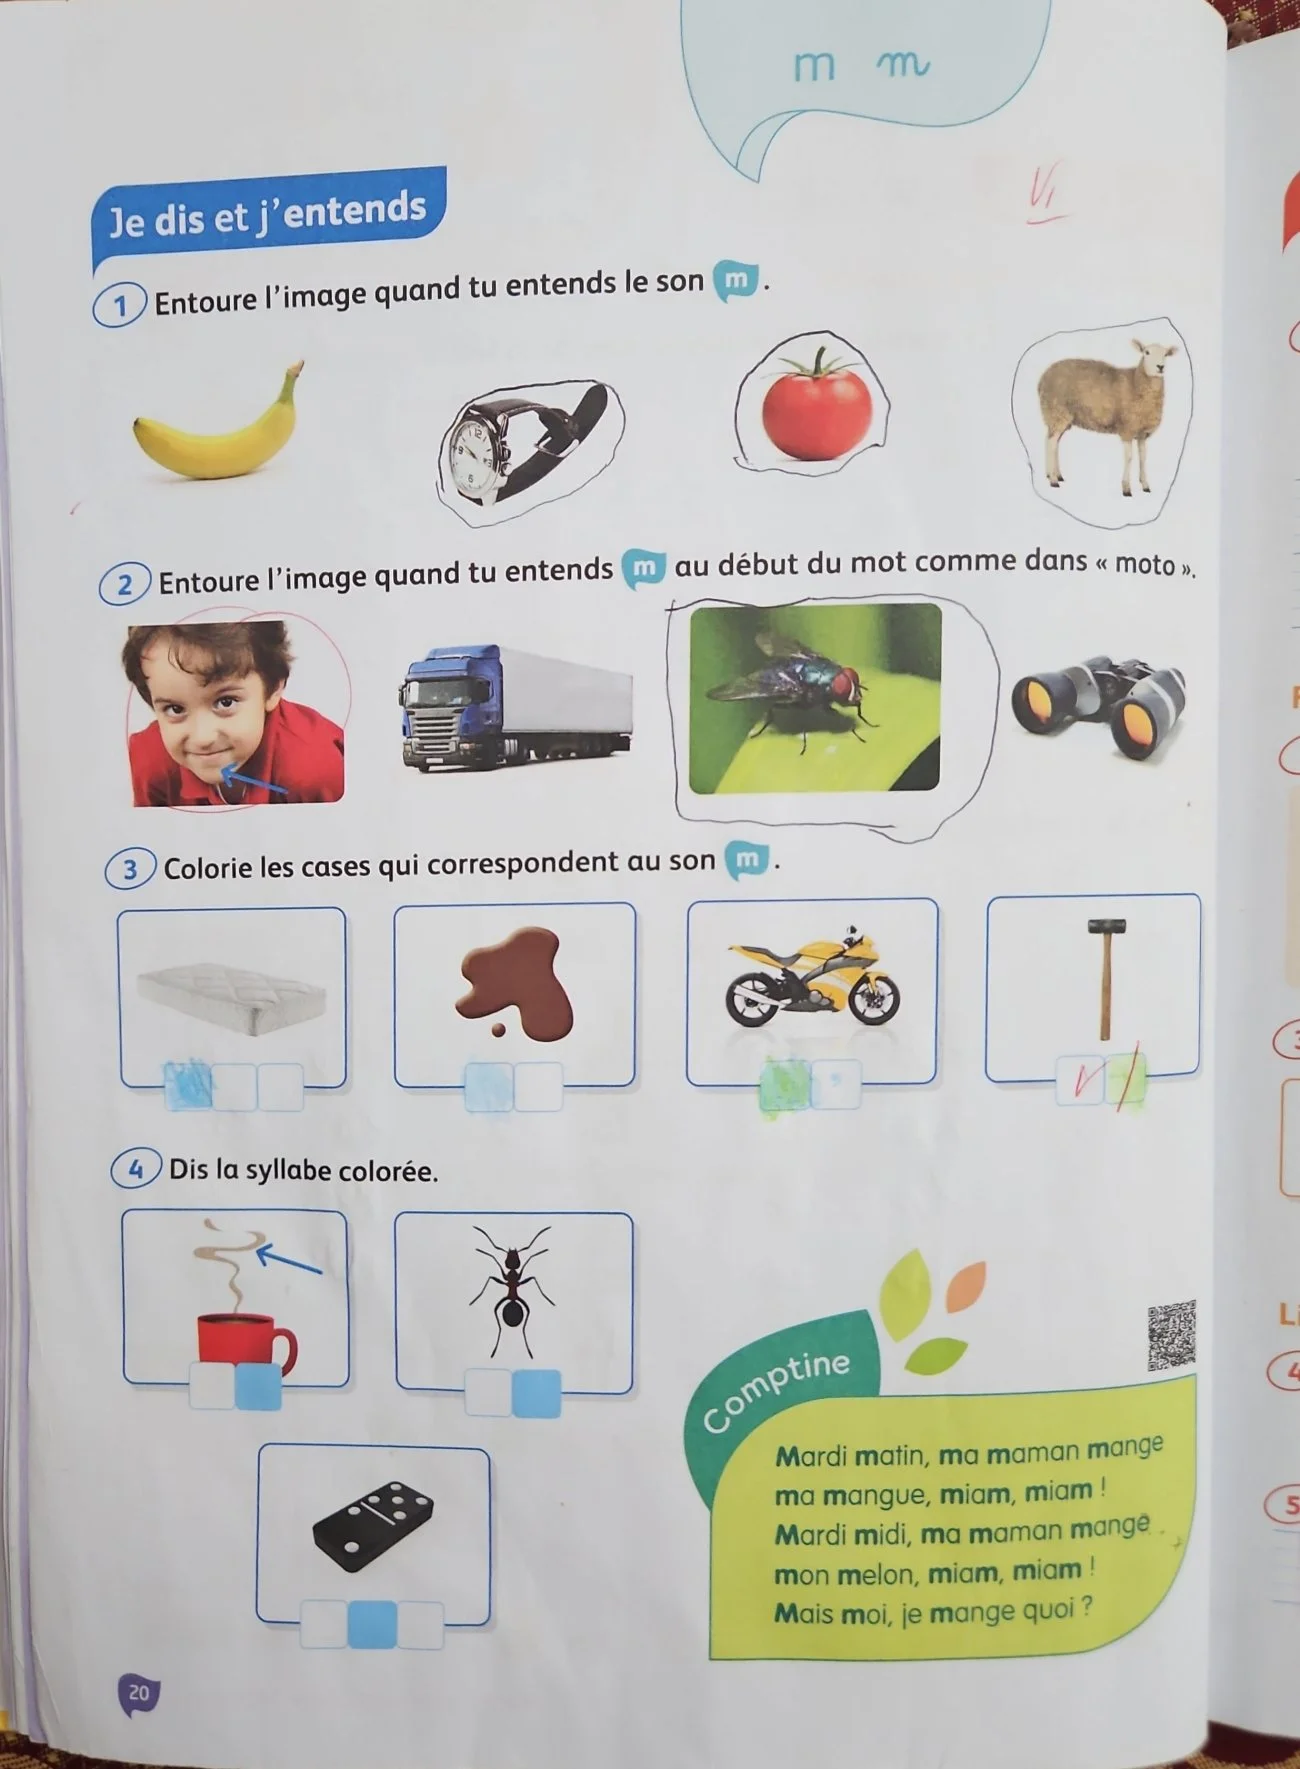 m m
Je dis et j'entends
1 Entoure l'image quand tu entends le son m .
2 Entoure l'image quand tu entends m au début du mot comme dans « moto ».
3 Colorie les cases qui correspondent au son m .
4 Dis la syllabe colorée.
Comptine
Mardi matin, ma maman mange
ma mangue, miam, miam !
Mardi midi, ma maman mange
mon melon, miam, miam !
Mais moi, je mange quoi ?
20